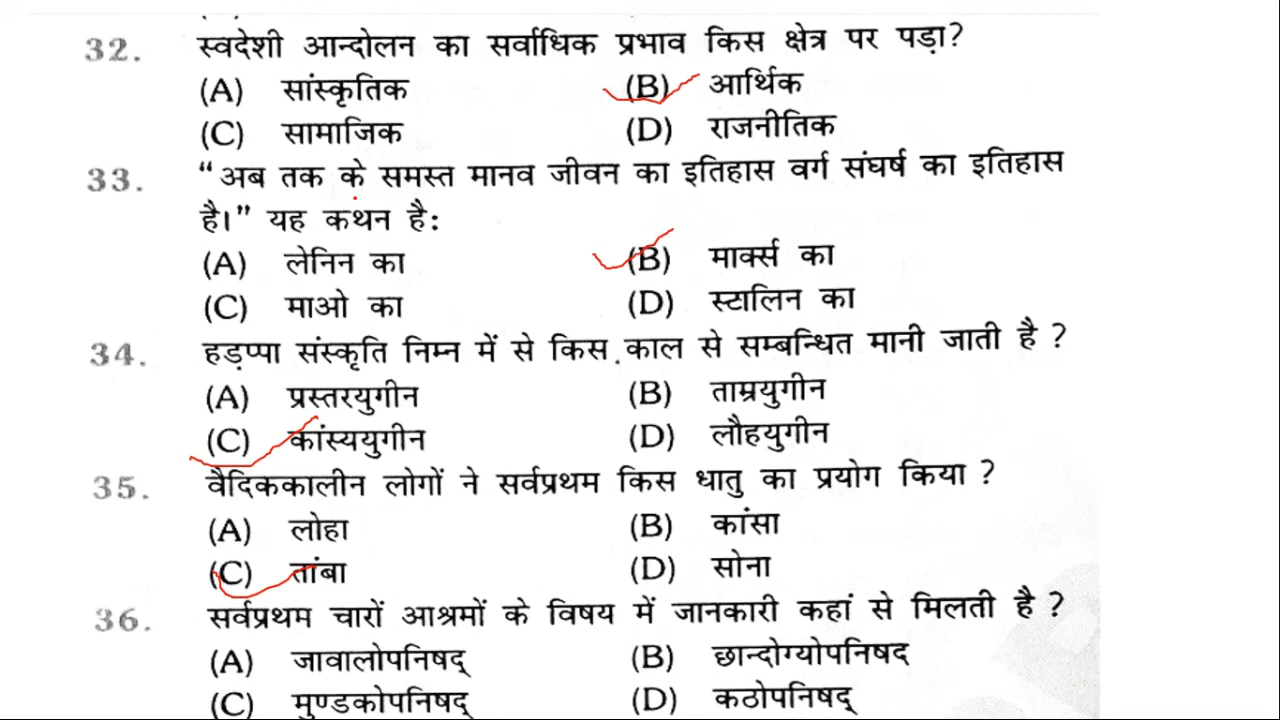 32. स्वदेशी आन्दोलन का सर्वाधिक प्रभाव किस क्षेत्र पर पड़ा?
(A) सांस्कृतिक (B) आर्थिक
(C) सामाजिक (D) राजनीतिक
33. “अब तक के समस्त मानव जीवन का इतिहास वर्ग संघर्ष का इतिहास
है।” यह कथन है:
(A) लेनिन का (B) मार्क्स का
(C) माओ का (D) स्टालिन का
34. हड़प्पा संस्कृति निम्न में से किस काल से सम्बन्धित मानी जाती है ?
(A) प्रस्तरयुगीन (B) ताम्रयुगीन
(C) कांस्ययुगीन (D) लौहयुगीन
35. वैदिककालीन लोगों ने सर्वप्रथम किस धातु का प्रयोग किया ?
(A) लोहा (B) कांसा
(C) तांबा (D) सोना
36. सर्वप्रथम चारों आश्रमों के विषय में जानकारी कहां से मिलती है ?
(A) जावालोपनिषद् (B) छान्दोग्योपनिषद
(C) मुण्डकोपनिषद् (D) कठोपनिषद्